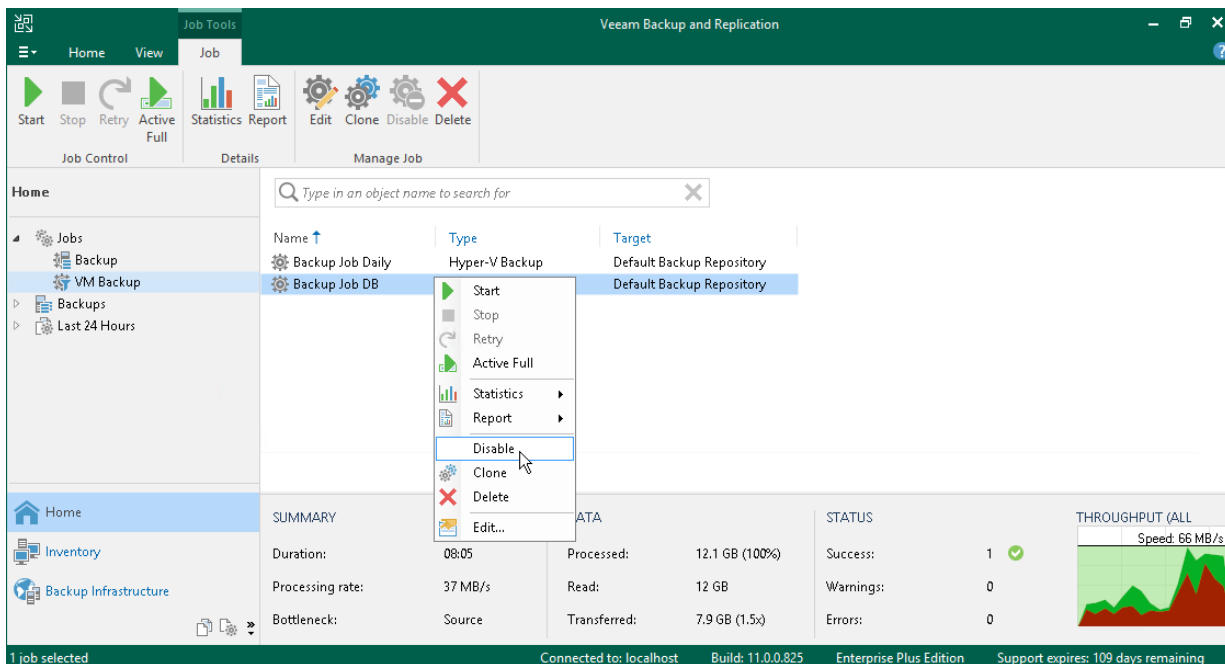 Job Tools
Veeam Backup and Replication
Home View Job
Start Stop Retry Active Full Statistics Report Edit Clone Disable Delete
Job Control Details Manage Job
Home
Type in an object name to search for
Jobs
Backup
VM Backup
Backups
Last 24 Hours
Name Type Target
Backup Job Daily Hyper-V Backup Default Backup Repository
Backup Job DB Default Backup Repository
Start
Stop
Retry
Active Full
Statistics
Report
Disable
Clone
Delete
Edit...
Home
Inventory
Backup Infrastructure
SUMMARY
Duration: 08:05
Processing rate: 37 MB/s
Bottleneck: Source
ATA
Processed: 12.1 GB (100%)
Read: 12 GB
Transferred: 7.9 GB (1.5x)
STATUS
Success: 1
Warnings: 0
Errors: 0
THROUGHPUT (ALL
Speed: 66 MB/s
1 job selected Connected to: localhost Build: 11.0.0.825 Enterprise Plus Edition Support expires: 109 days remaining